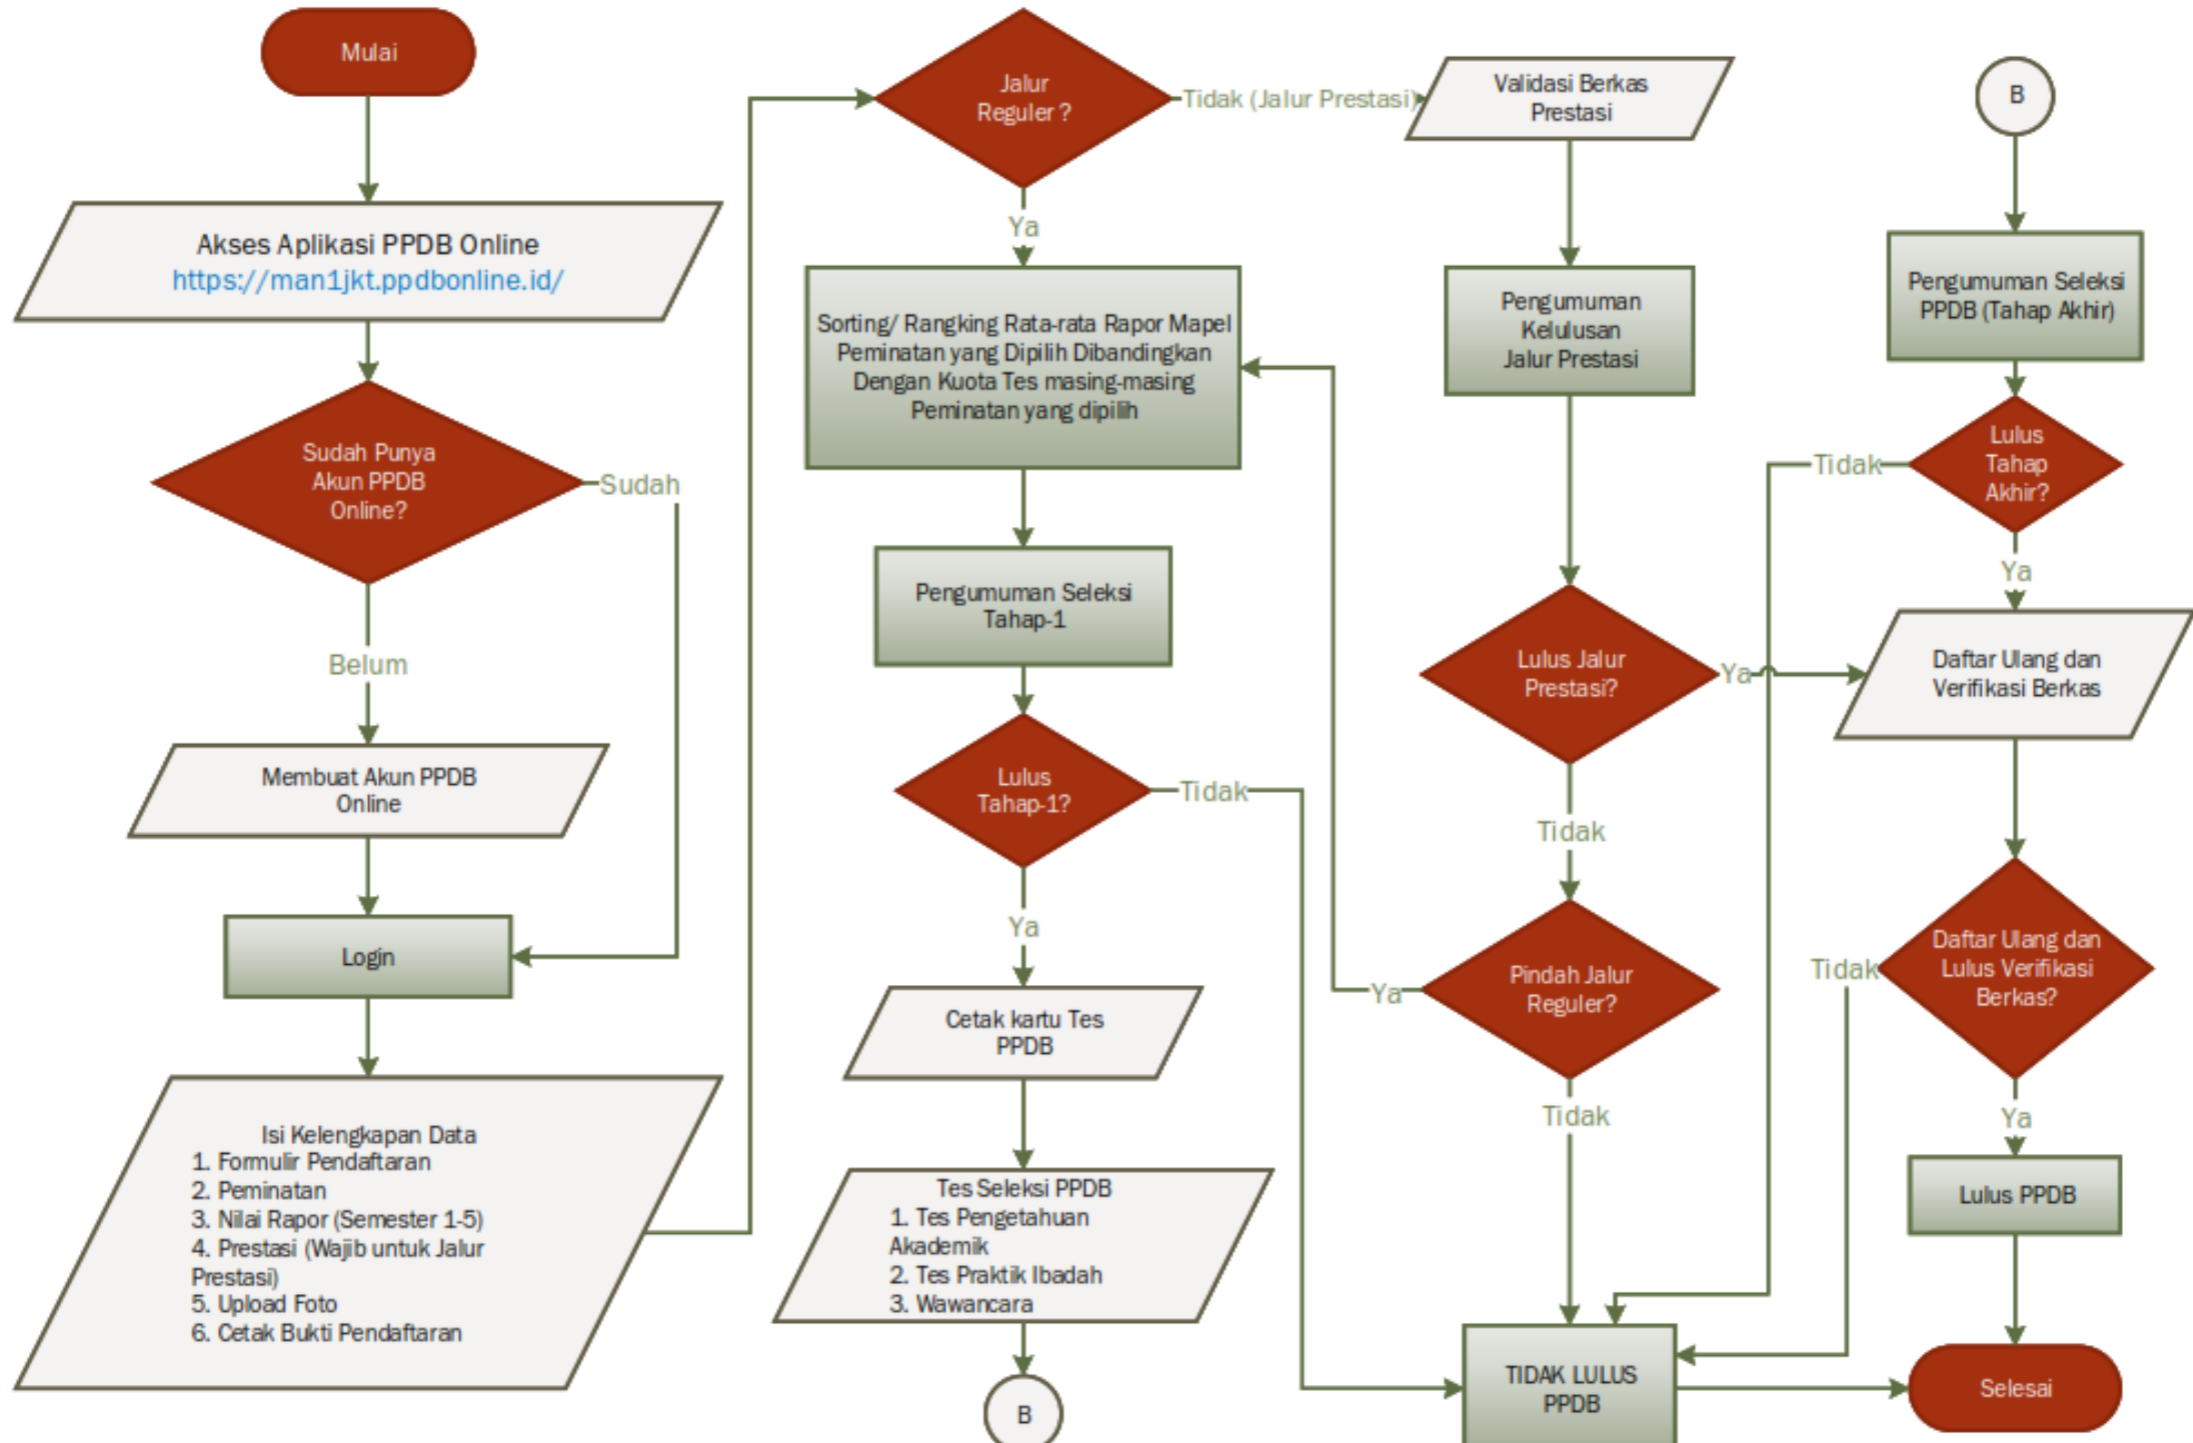 Mulai
Akses Aplikasi PPDB Online
https://man1jkt.ppdbonline.id/
Sudah Punya
Akun PPDB
Online?
Sudah
Belum
Membuat Akun PPDB
Online
Login
Isi Kelengkapan Data
1. Formulir Pendaftaran
2. Peminatan
3. Nilai Rapor (Semester 1-5)
4. Prestasi (Wajib untuk Jalur
Prestasi)
5. Upload Foto
6. Cetak Bukti Pendaftaran
Jalur
Reguler ?
Tidak (Jalur Prestasi)
Ya
Sorting/ Rangking Rata-rata Rapor Mapel
Peminatan yang Dipilih Dibandingkan
Dengan Kuota Tes masing-masing
Peminatan yang dipilih
Pengumuman Seleksi
Tahap-1
Lulus
Tahap-1?
Tidak
Ya
Cetak kartu Tes
PPDB
Tes Seleksi PPDB
1. Tes Pengetahuan
Akademik
2. Tes Praktik Ibadah
3. Wawancara
B
Validasi Berkas
Prestasi
Pengumuman
Kelulusan
Jalur Prestasi
Lulus Jalur
Prestasi?
Ya
Tidak
Pindah Jalur
Reguler?
Ya
Tidak
TIDAK LULUS
PPDB
B
Pengumuman Seleksi
PPDB (Tahap Akhir)
Lulus
Tahap
Akhir?
Tidak
Ya
Daftar Ulang dan
Verifikasi Berkas
Daftar Ulang dan
Lulus Verifikasi
Berkas?
Tidak
Ya
Lulus PPDB
Selesai